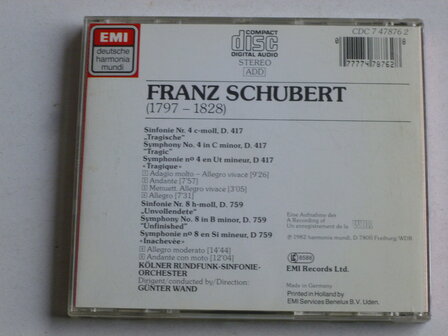 EMI
deutsche
harmonia
mundi
COMPACT
disc
DIGITAL AUDIO
STEREO
[ADD]
CDC 7 47876 2
FRANZ SCHUBERT
(1797 – 1828)
Sinfonie Nr. 4 c-moll, D. 417
„Tragische"
Symphony No. 4 in C minor, D. 417
"Tragic"
Symphonie nº 4 en Ut mineur, D 417
«Tragique»
1 Adagio molto – Allegro vivace [9'26]
2 Andante [7'57]
3 Menuett. Allegro vivace [3'05]
4 Allegro [7'31]
Sinfonie Nr. 8 h-moll, D. 759
„Unvollendete"
Symphony No. 8 in B minor, D. 759
"Unfinished"
Symphonie nº 8 en Si mineur, D 759
«Inachevée»
5 Allegro moderato [14'44]
6 Andante con moto [12'04]
KÖLNER RUNDFUNK-SINFONIE-
ORCHESTER
Dirigent/conducted by/Direction:
GÜNTER WAND
Eine Aufnahme des
A Recording of
Un enregistrement de la
WDR
℗ 1982 harmonia mundi, D 7800 Freiburg/WDR
EMI Records Ltd.
Made in Germany
Printed in Holland by
EMI Services Benelux B.V. Uden.